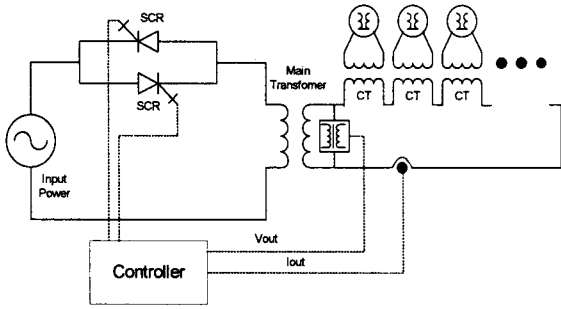 SCR
SCR
Main
Transfomer
CT
CT
CT
Input
Power
Vout
Iout
Controller